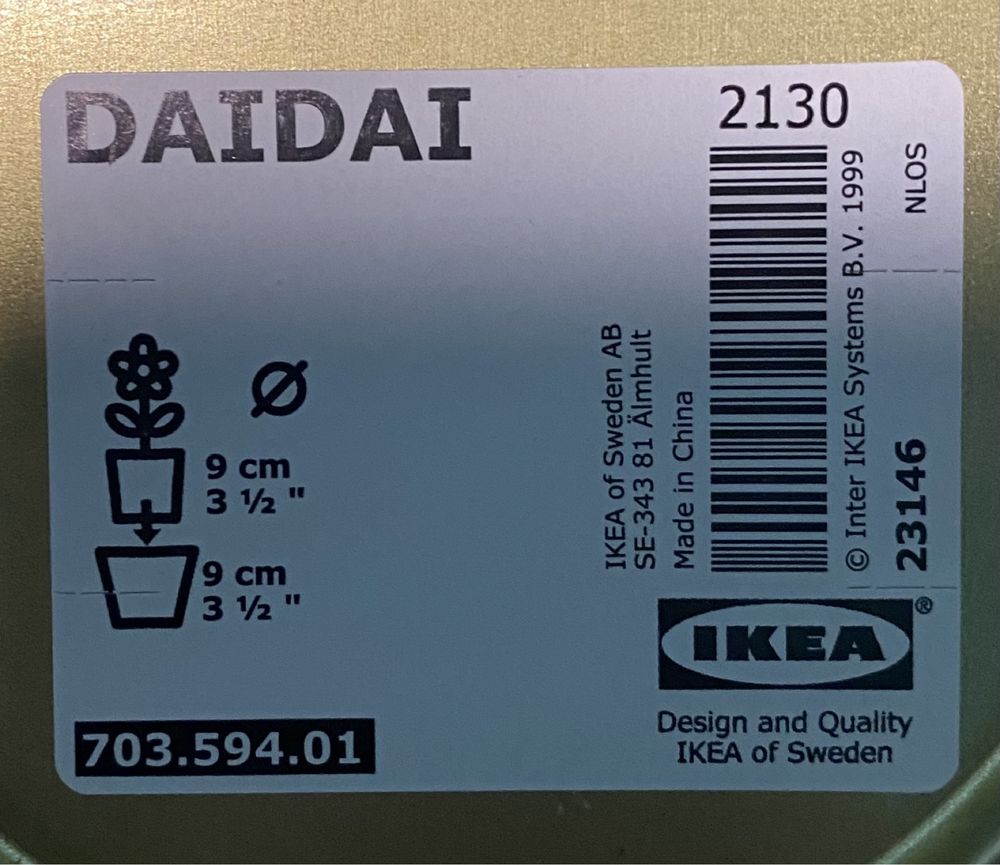 DAIDAI
Ø
9 cm
3 ½ "
9 cm
3 ½ "
703.594.01
2130
IKEA of Sweden AB
SE-343 81 Älmhult
Made in China
© Inter IKEA Systems B.V. 1999
NLOS
23146
IKEA®
Design and Quality
IKEA of Sweden